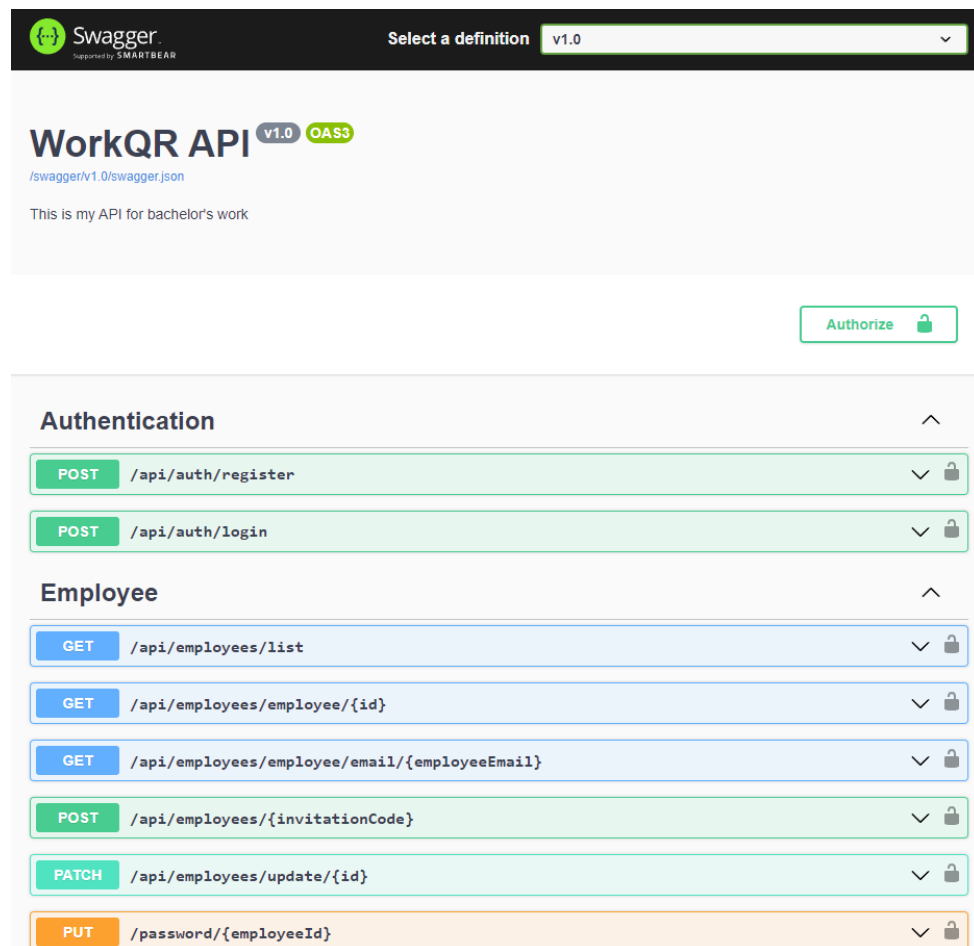 Swagger.
Supported by SMARTBEAR
Select a definition
v1.0
WorkQR API v1.0 OAS3
/swagger/v1.0/swagger.json
This is my API for bachelor's work
Authorize
Authentication
POST /api/auth/register
POST /api/auth/login
Employee
GET /api/employees/list
GET /api/employees/employee/{id}
GET /api/employees/employee/email/{employeeEmail}
POST /api/employees/{invitationCode}
PATCH /api/employees/update/{id}
PUT /password/{employeeId}